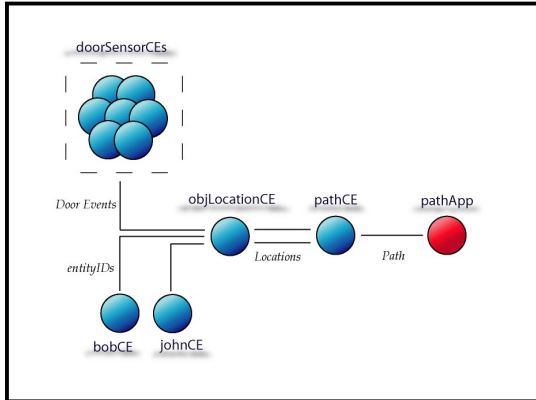 doorSensorCEs
Door Events
objLocationCE
pathCE
pathApp
entityIDs
Locations
Path
bobCE
johnCE